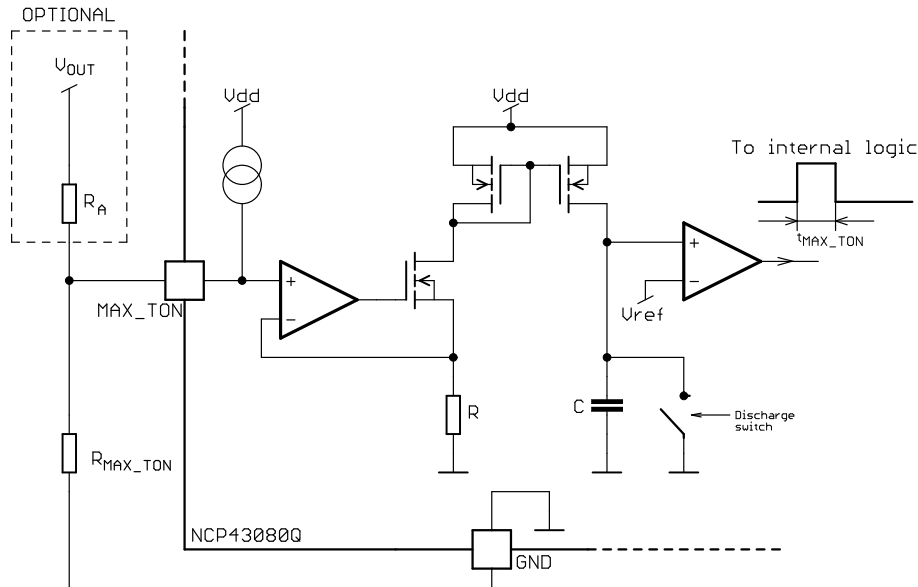 OPTIONAL
VOUT
Vdd
Vdd
To internal logic
RA
tMAX_TON
+
+
−
MAX_TON
−
Vref
R
C
Discharge
switch
RMAX_TON
NCP43080Q
GND